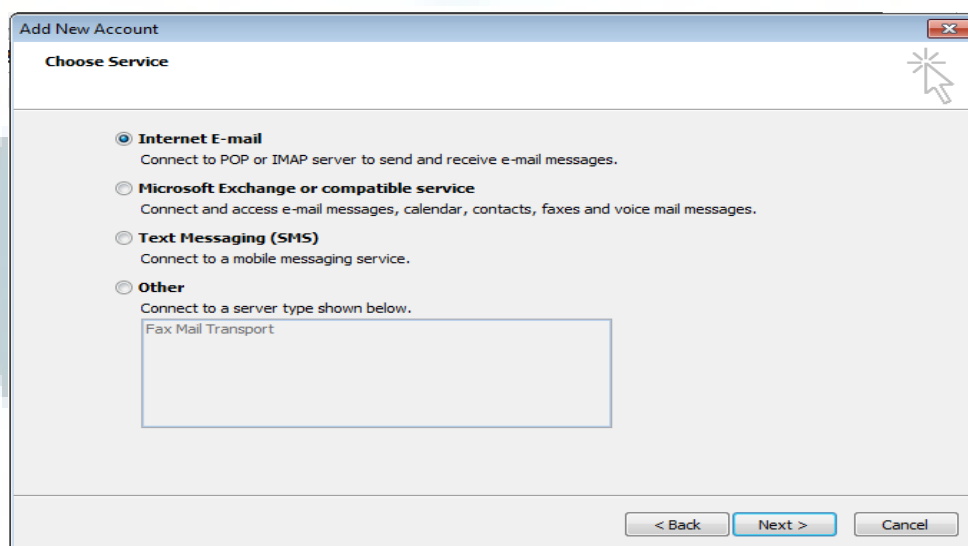 Add New Account
Choose Service
Internet E-mail
Connect to POP or IMAP server to send and receive e-mail messages.
Microsoft Exchange or compatible service
Connect and access e-mail messages, calendar, contacts, faxes and voice mail messages.
Text Messaging (SMS)
Connect to a mobile messaging service.
Other
Connect to a server type shown below.
Fax Mail Transport
< Back Next > Cancel